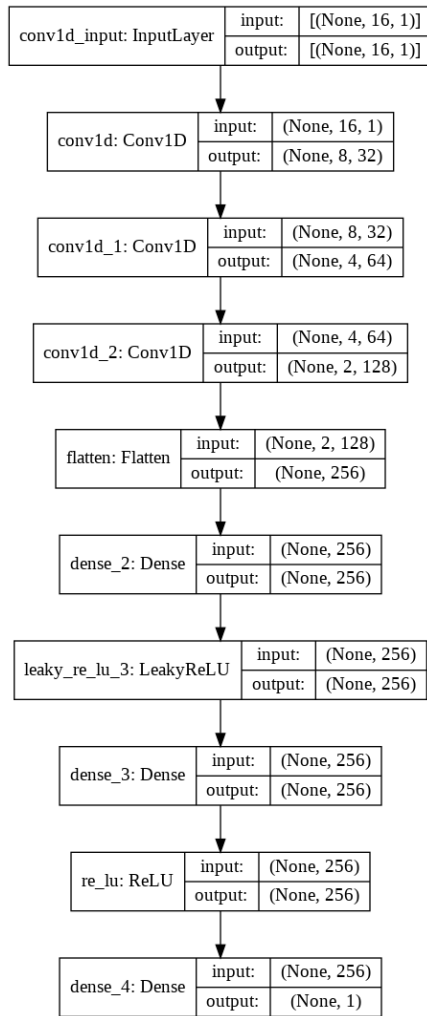 conv1d_input: InputLayer
input: [(None, 16, 1)]
output: [(None, 16, 1)]
conv1d: Conv1D
input: (None, 16, 1)
output: (None, 8, 32)
conv1d_1: Conv1D
input: (None, 8, 32)
output: (None, 4, 64)
conv1d_2: Conv1D
input: (None, 4, 64)
output: (None, 2, 128)
flatten: Flatten
input: (None, 2, 128)
output: (None, 256)
dense_2: Dense
input: (None, 256)
output: (None, 256)
leaky_re_lu_3: LeakyReLU
input: (None, 256)
output: (None, 256)
dense_3: Dense
input: (None, 256)
output: (None, 256)
re_lu: ReLU
input: (None, 256)
output: (None, 256)
dense_4: Dense
input: (None, 256)
output: (None, 1)